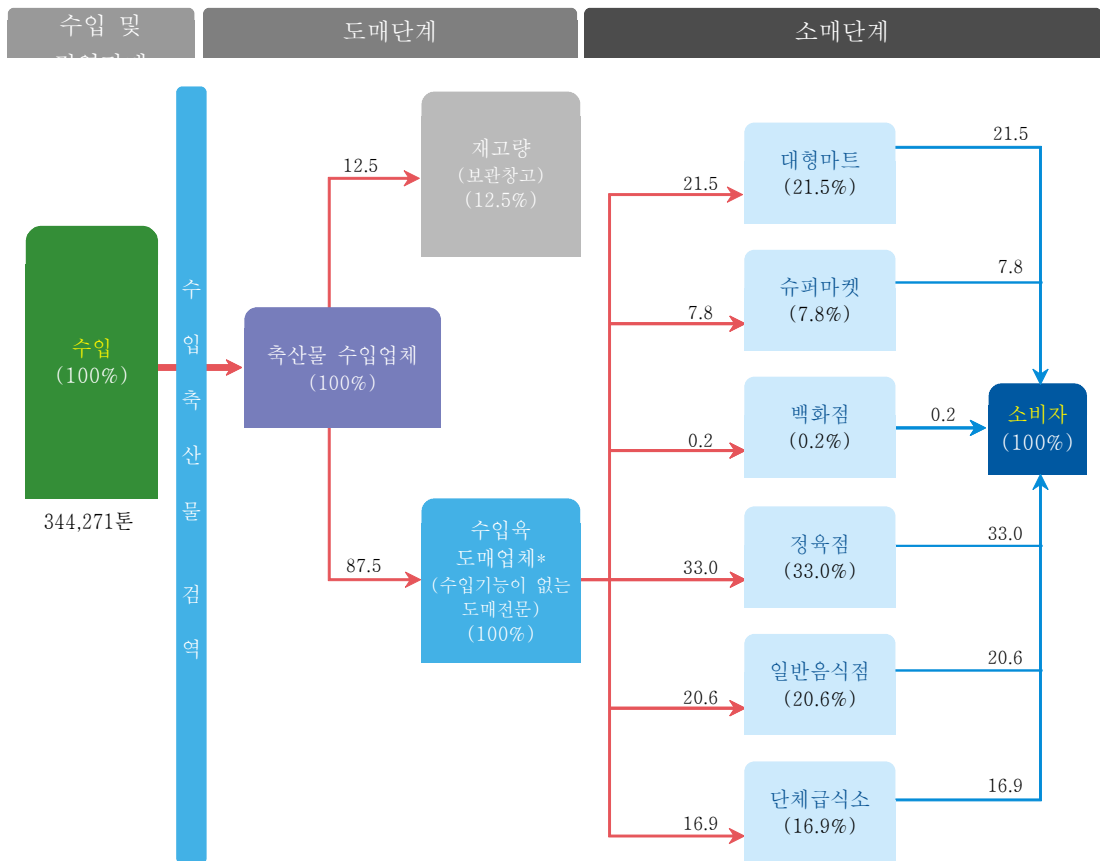 수입 및
도매단계
소매단계
수입
(100%)
344,271톤
수입축산물 검역
축산물 수입업체
(100%)
12.5
재고량
(보관창고)
(12.5%)
87.5
수입육
도매업체*
(수입기능이 없는
도매전문)
(100%)
21.5
대형마트
(21.5%)
21.5
7.8
슈퍼마켓
(7.8%)
7.8
0.2
백화점
(0.2%)
0.2
33.0
정육점
(33.0%)
33.0
20.6
일반음식점
(20.6%)
20.6
16.9
단체급식소
(16.9%)
16.9
소비자
(100%)